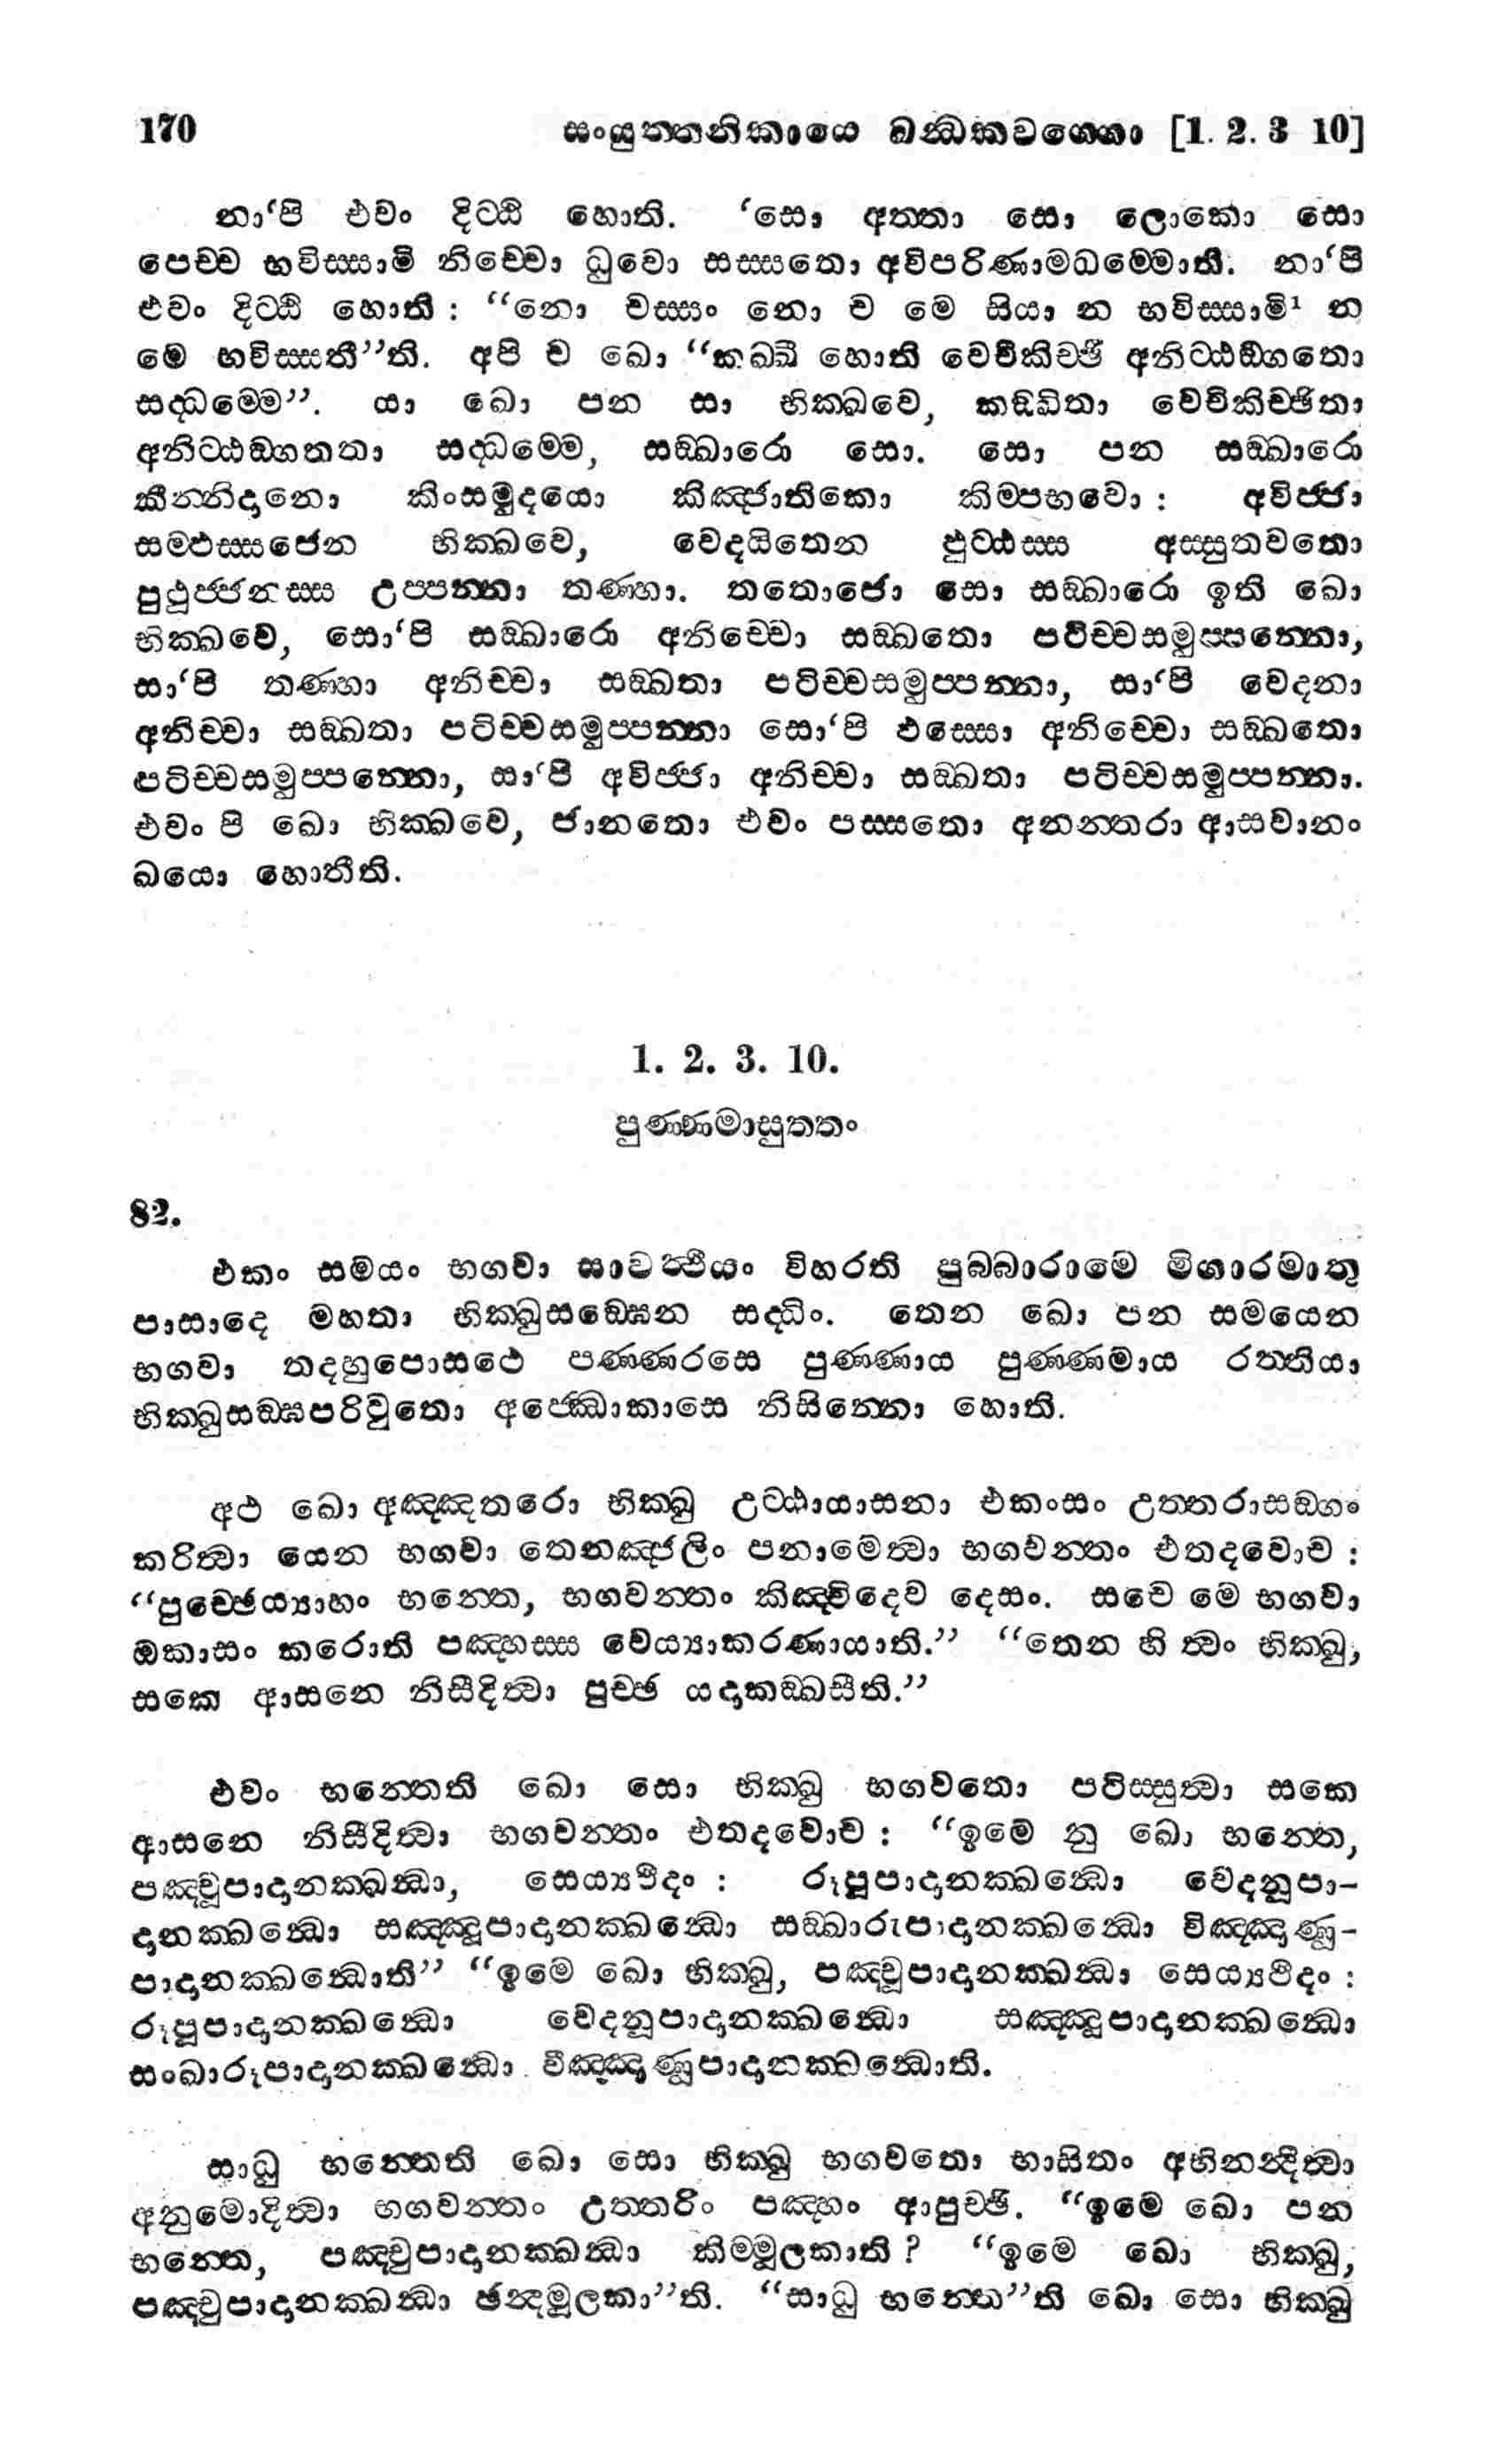 170 සංයුත්තනිකායෙ ඛන්ධකවග්ගො [1. 2. 3 10]
නා‘පි එවං දිට්ඨි හොති. ‘සො අත්තා සො ලොකො සො
පෙච්ච භවිස්සාමි නිච්චො ධුවො සස්සතො අවිපරිණාමධම්මොති. නා‘පි
එවං දිට්ඨි හොති : “නො චස්සං නො ච මෙ සියා න භවිස්සාමි¹ න
මෙ භවිස්සතී”ති. අපි ච ඛො “කඞ්ඛී හොති වෙචිකිච්ඡී අනිට්ඨඞ්ගතො
සද්ධම්මෙ”. යා ඛො පන සා භික්ඛවෙ, කඞ්ඛිතා වෙචිකිච්ඡිතා
අනිට්ඨඞ්ගතතා සද්ධම්මෙ, සඞ්ඛාරො සො. සො පන සඞ්ඛාරො
කින්නිදානො කිංසමුදයො කිඤ්ජාතිකො කිම්පභවො : අවිජ්ජා
සම්ඵස්සජෙන භික්ඛවෙ, වෙදයිතෙන ඵුට්ඨස්ස අස්සුතවතො
පුථුජ්ජනස්ස උප්පන්නා තණ්හා. තතොජො සො සඞ්ඛාරො ඉති ඛො
භික්ඛවෙ, සො‘පි සඞ්ඛාරො අනිච්චො සඞ්ඛතො පටිච්චසමුප්පන්නො,
සා‘පි තණ්හා අනිච්චා සඞ්ඛතා පටිච්චසමුප්පන්නා, සා‘පි වෙදනා
අනිච්චා සඞ්ඛතා පටිච්චසමුප්පන්නා සො‘පි ඵස්සො අනිච්චො සඞ්ඛතො
පටිච්චසමුප්පන්නො, සා‘පි අවිජ්ජා අනිච්චා සඞ්ඛතා පටිච්චසමුප්පන්නා.
එවං පි ඛො භික්ඛවෙ, ජානතො එවං පස්සතො අනන්තරා ආසවානං
ඛයො හොතීති.
1. 2. 3. 10.
පුණ්ණමාසුත්තං
82.
එකං සමයං භගවා සාවත්ථියං විහරති පුබ්බාරාමෙ මිගාරමාතු
පාසාදෙ මහතා භික්ඛුසඞ්ඝෙන සද්ධිං. තෙන ඛො පන සමයෙන
භගවා තදහුපොසථෙ පණ්ණරසෙ පුණ්ණාය පුණ්ණමාය රත්තියා
භික්ඛුසඞ්ඝපරිවුතො අජ්ඣොකාසෙ නිසින්නො හොති.
අථ ඛො අඤ්ඤතරො භික්ඛු උට්ඨායාසනා එකංසං උත්තරාසඞ්ගං
කරිත්වා යෙන භගවා තෙනඤ්ජලිං පනාමෙත්වා භගවන්තං එතදවොච :
“පුච්ඡෙය්‍යාහං භන්තෙ, භගවන්තං කිඤ්චිදෙව දෙසං. සචෙ මෙ භගවා
ඔකාසං කරොති පඤ්හස්ස වෙය්‍යාකරණායාති.” “තෙන හි ත්වං භික්ඛු,
සකෙ ආසනෙ නිසීදිත්වා පුච්ඡ යදාකඞ්ඛසීති.”
එවං භන්තෙති ඛො සො භික්ඛු භගවතො පටිස්සුත්වා සකෙ
ආසනෙ නිසීදිත්වා භගවන්තං එතදවොච : “ඉමෙ නු ඛො භන්තෙ,
පඤ්චූපාදානක්ඛන්ධා, සෙය්‍යථිදං : රූපූපාදානක්ඛන්ධො වෙදනූපා-
දානක්ඛන්ධො සඤ්ඤූපාදානක්ඛන්ධො සඞ්ඛාරුපාදානක්ඛන්ධො විඤ්ඤාණූ-
පාදානක්ඛන්ධොති” “ඉමෙ ඛො භික්ඛු, පඤ්චූපාදානක්ඛන්ධා සෙය්‍යථිදං :
රූපූපාදානක්ඛන්ධො වෙදනූපාදානක්ඛන්ධො සඤ්ඤූපාදානක්ඛන්ධො
සංඛාරූපාදානක්ඛන්ධො වීඤ්ඤාණූපාදානක්ඛන්ධොති.
සාධු භන්තෙති ඛො සො භික්ඛු භගවතො භාසිතං අභිනන්දිත්වා
අනුමොදිත්වා භගවන්තං උත්තරිං පඤ්හං ආපුච්ඡි. “ඉමෙ ඛො පන
භන්තෙ, පඤ්චුපාදානක්ඛන්ධා කිම්මූලකාති ? “ඉමෙ ඛො භික්ඛු,
පඤ්චුපාදානක්ඛන්ධා ඡන්දමූලකා”ති. “සාධු භන්තෙ”ති ඛො සො භික්ඛු